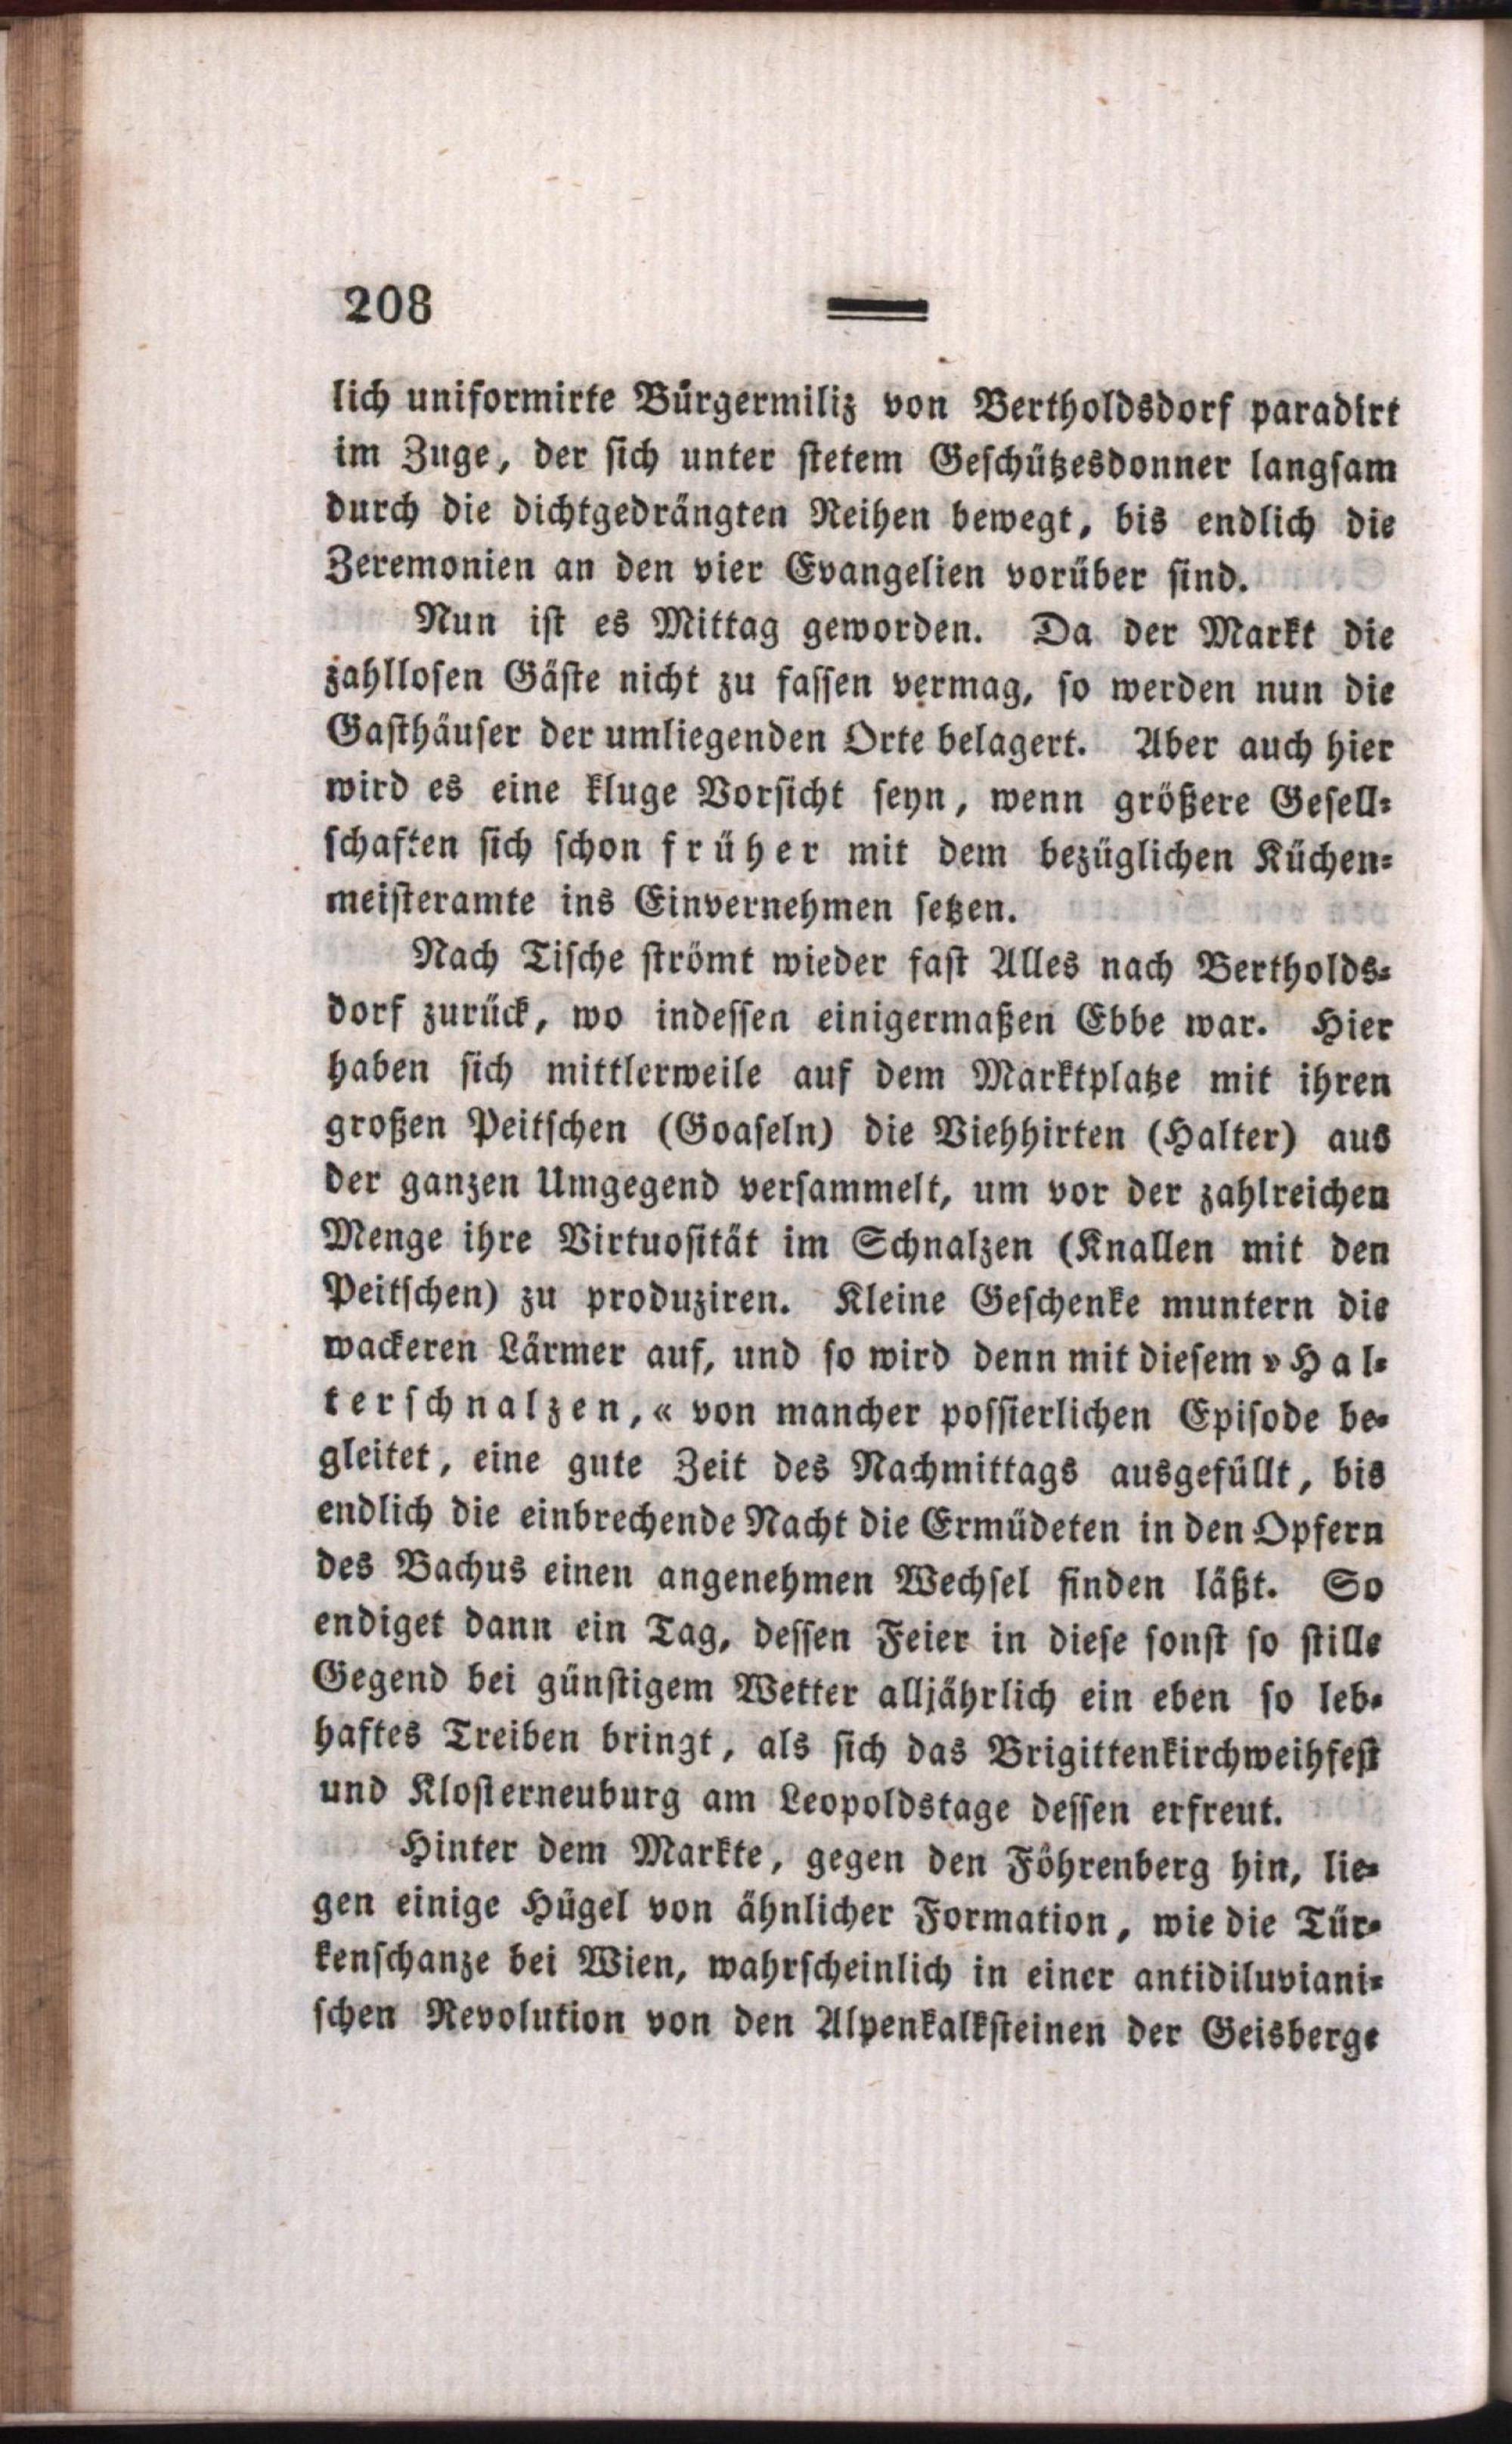 208
lich uniformirte Bürgermiliz von Bertholdsdorf paradirt
im Zuge, der sich unter stetem Geschützesdonner langsam
durch die dichtgedrängten Reihen bewegt, bis endlich die
Zeremonien an den vier Evangelien vorüber sind.
Nun ist es Mittag geworden. Da der Markt die
zahllosen Gäste nicht zu fassen vermag, so werden nun die
Gasthäuser der umliegenden Orte belagert. Aber auch hier
wird es eine kluge Vorsicht seyn, wenn größere Gesell-
schaften sich schon früher mit dem bezüglichen Küchen-
meisteramte ins Einvernehmen setzen.
Nach Tische strömt wieder fast Alles nach Bertholds-
dorf zurück, wo indessen einigermaßen Ebbe war. Hier
haben sich mittlerweile auf dem Marktplatze mit ihren
großen Peitschen (Goaseln) die Viehhirten (Halter) aus
der ganzen Umgegend versammelt, um vor der zahlreichen
Menge ihre Virtuosität im Schnalzen (Knallen mit den
Peitschen) zu produziren. Kleine Geschenke muntern die
wackeren Lärmer auf, und so wird denn mit diesem »Hal-
terschnalzen,« von mancher possierlichen Episode be-
gleitet, eine gute Zeit des Nachmittags ausgefüllt, bis
endlich die einbrechende Nacht die Ermüdeten in den Opfern
des Bachus einen angenehmen Wechsel finden läßt. So
endiget dann ein Tag, dessen Feier in diese sonst so stille
Gegend bei günstigem Wetter alljährlich ein eben so leb-
haftes Treiben bringt, als sich das Brigittenkirchweihfest
und Klosterneuburg am Leopoldstage dessen erfreut.
Hinter dem Markte, gegen den Föhrenberg hin, lie-
gen einige Hügel von ähnlicher Formation, wie die Tür-
kenschanze bei Wien, wahrscheinlich in einer antidiluviani-
schen Revolution von den Alpenkalksteinen der Geisberge